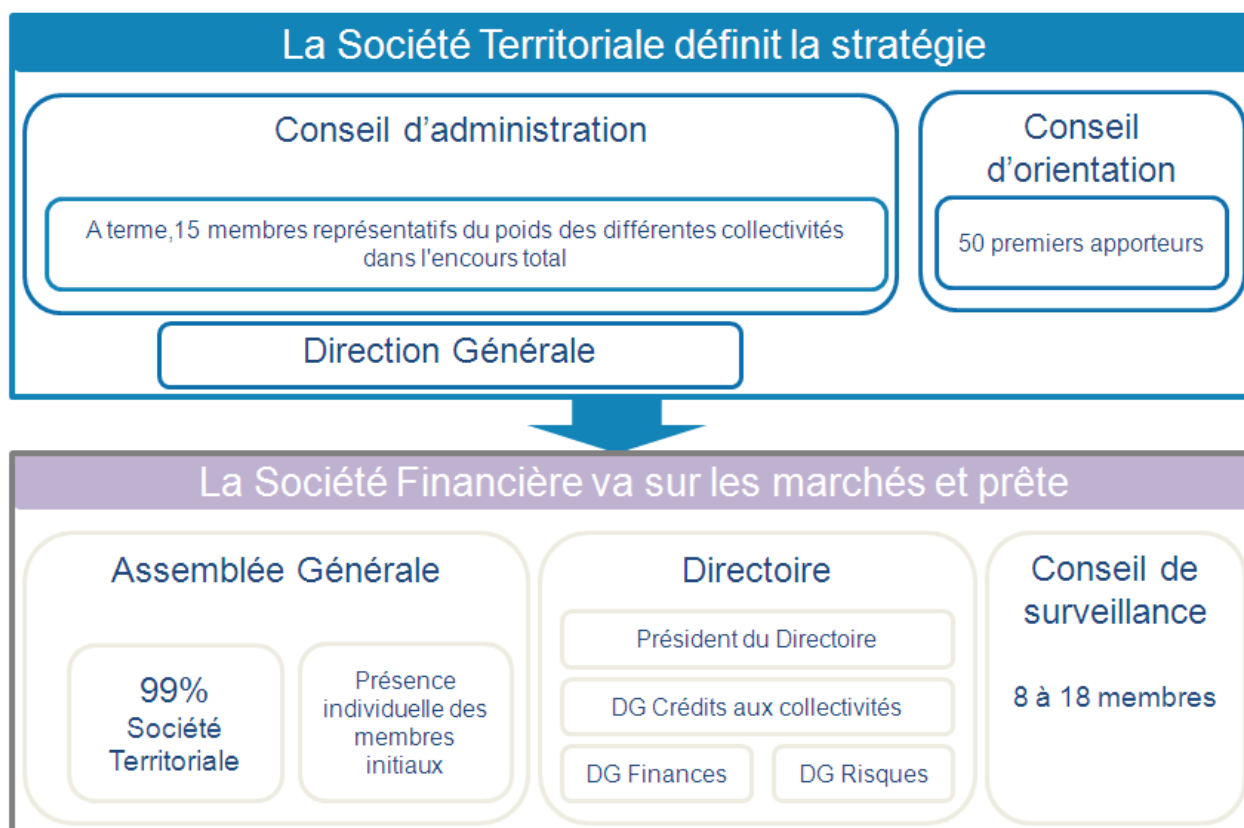 La Société Territoriale définit la stratégie
Conseil d’administration
A terme,15 membres représentatifs du poids des différentes collectivités
dans l'encours total
Conseil
d’orientation
50 premiers apporteurs
Direction Générale
La Société Financière va sur les marchés et prête
Assemblée Générale
99%
Société
Territoriale
Présence
individuelle des
membres
initiaux
Directoire
Président du Directoire
DG Crédits aux collectivités
DG Finances
DG Risques
Conseil de
surveillance
8 à 18 membres